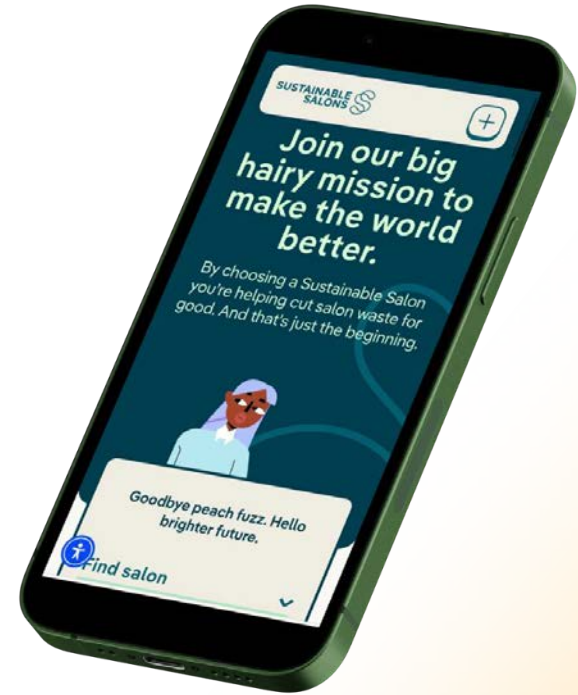 SUSTAINABLE
SALONS
Join our big
hairy mission to
make the world
better.
By choosing a Sustainable Salon
you're helping cut salon waste for
good. And that's just the beginning.
Goodbye peach fuzz. Hello
brighter future.
Find salon